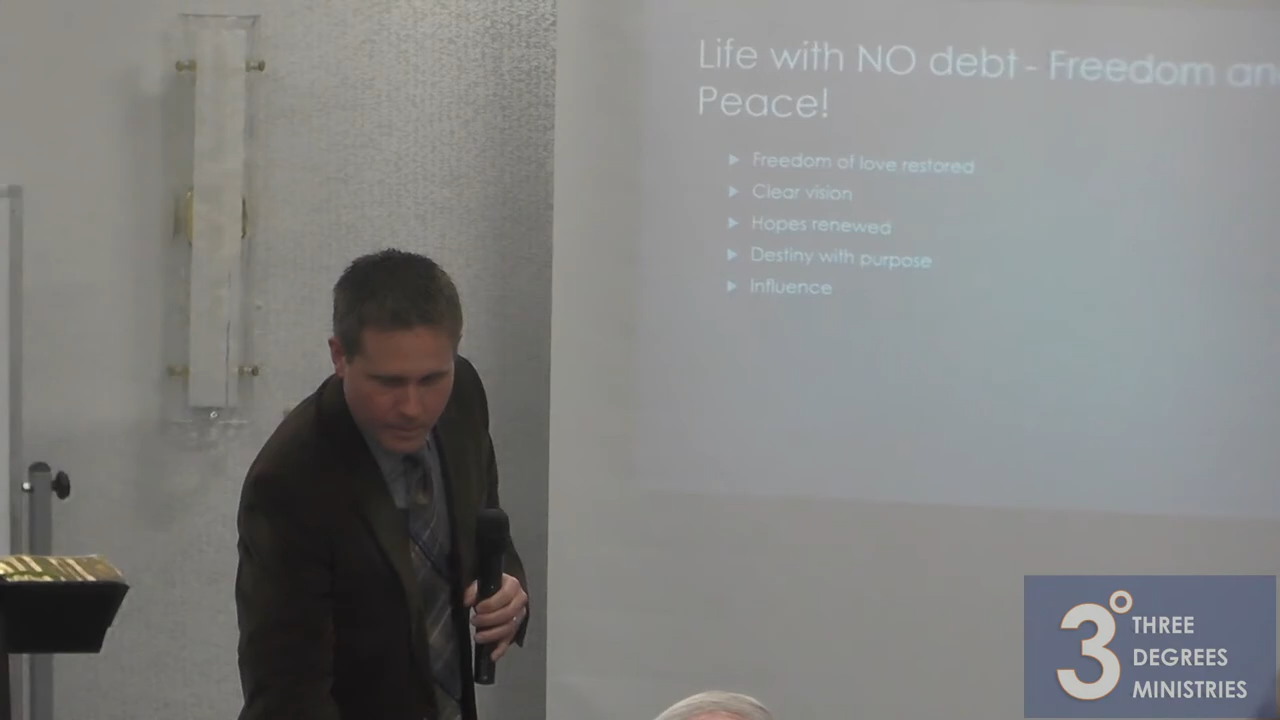 Life with NO debt - Freedom an
Peace!
Freedom of love restored
Clear vision
Hopes renewed
Destiny with purpose
Influence
3° THREE
DEGREES
MINISTRIES